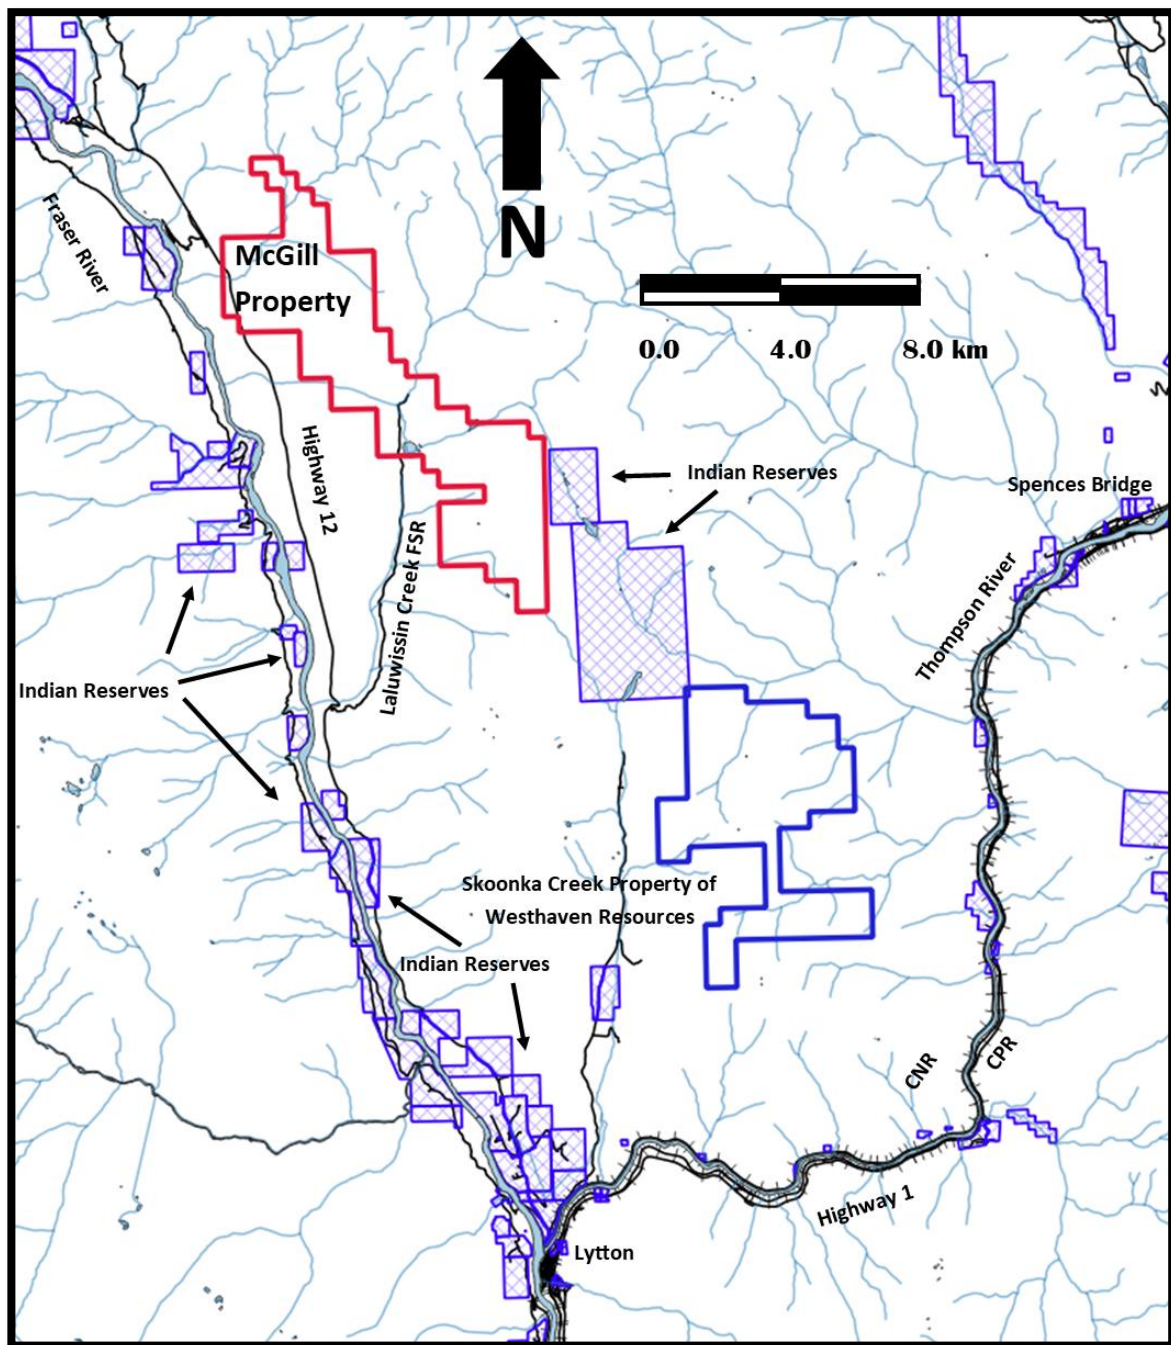 Fraser River
McGill
Property
N
0.0 4.0 8.0 km
Highway 12
Indian Reserves
Spences Bridge
Laluwissin Creek FSR
Thompson River
Indian Reserves
Skoonka Creek Property of
Westhaven Resources
Indian Reserves
CNR
CPR
Highway 1
Lytton